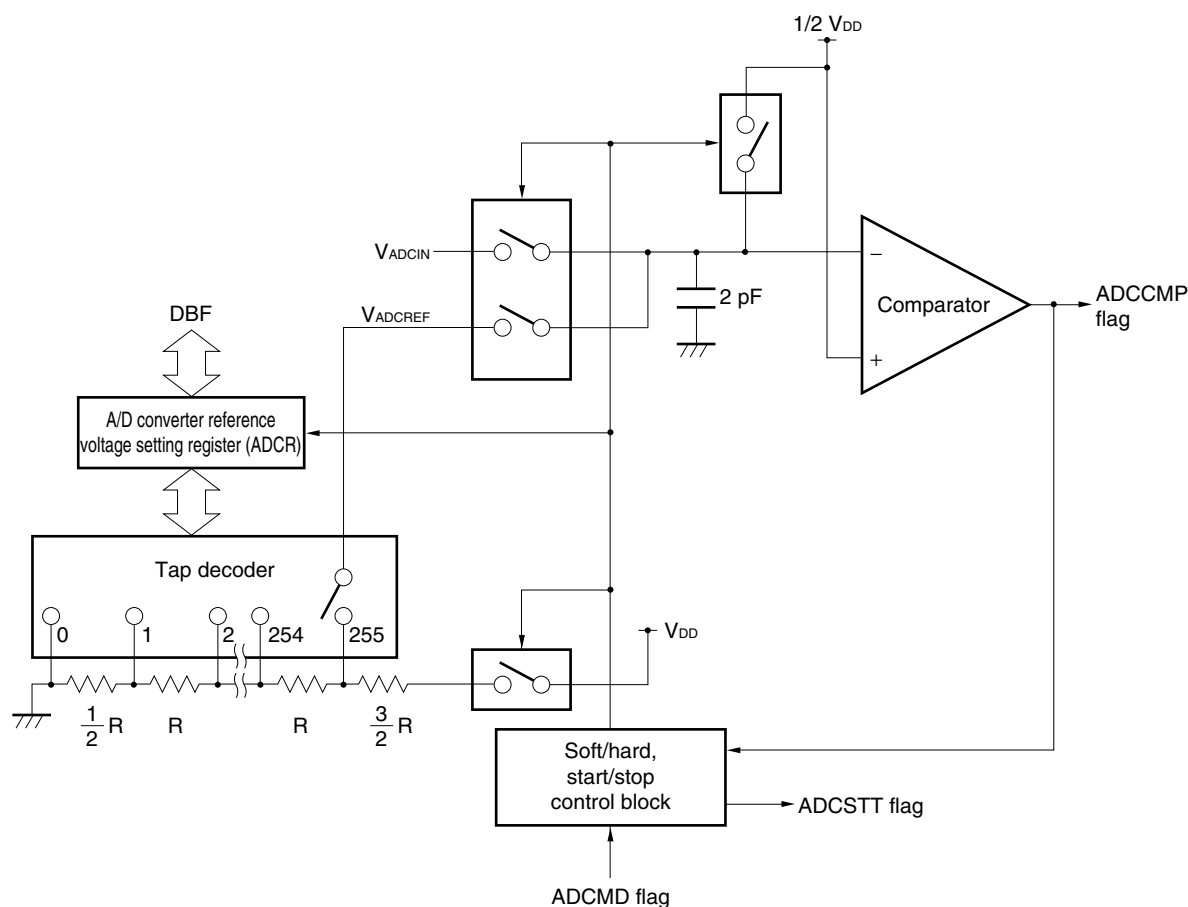 1/2 VDD
VADCIN
VADCREF
2 pF
−
Comparator
+
ADCCMP
flag
DBF
A/D converter reference
voltage setting register (ADCR)
Tap decoder
0
1
2
254
255
VDD
1/2 R
R
R
3/2 R
Soft/hard,
start/stop
control block
ADCSTT flag
ADCMD flag